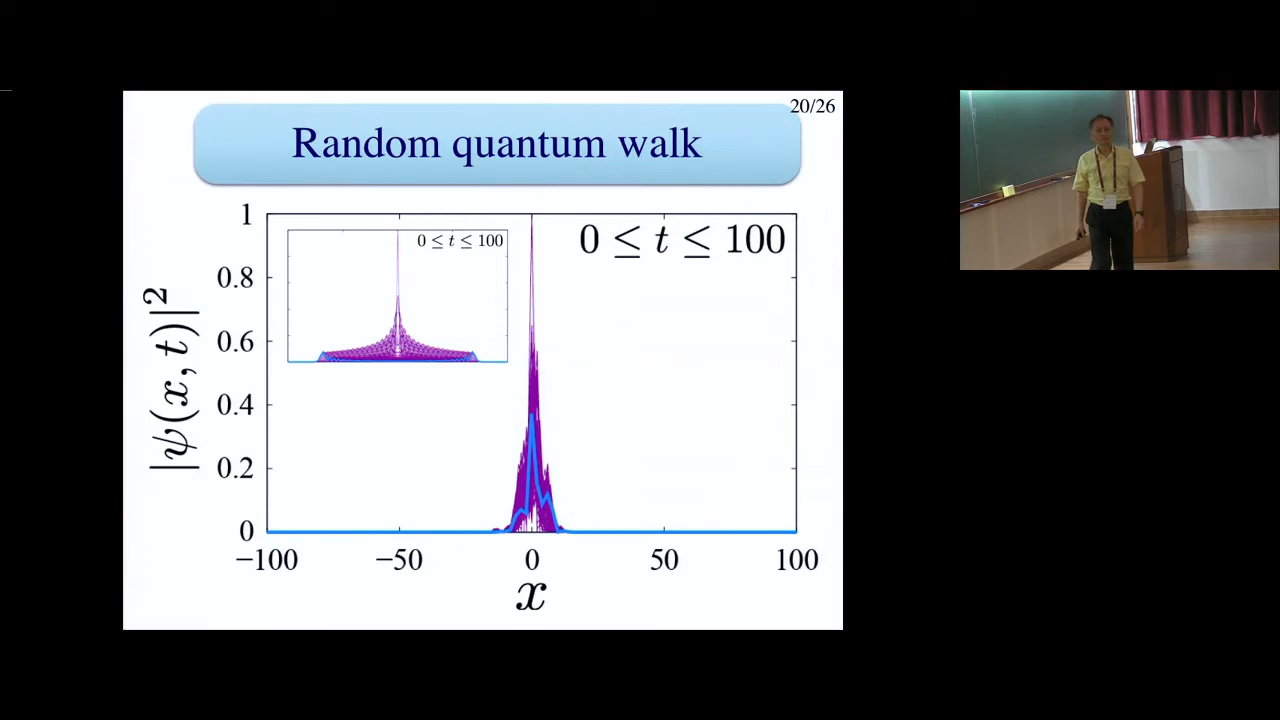 20/26
Random quantum walk
0 ≤ t ≤ 100
0 ≤ t ≤ 100
|ψ(x, t)|²
1
0.8
0.6
0.4
0.2
0
−100
−50
0
50
100
x